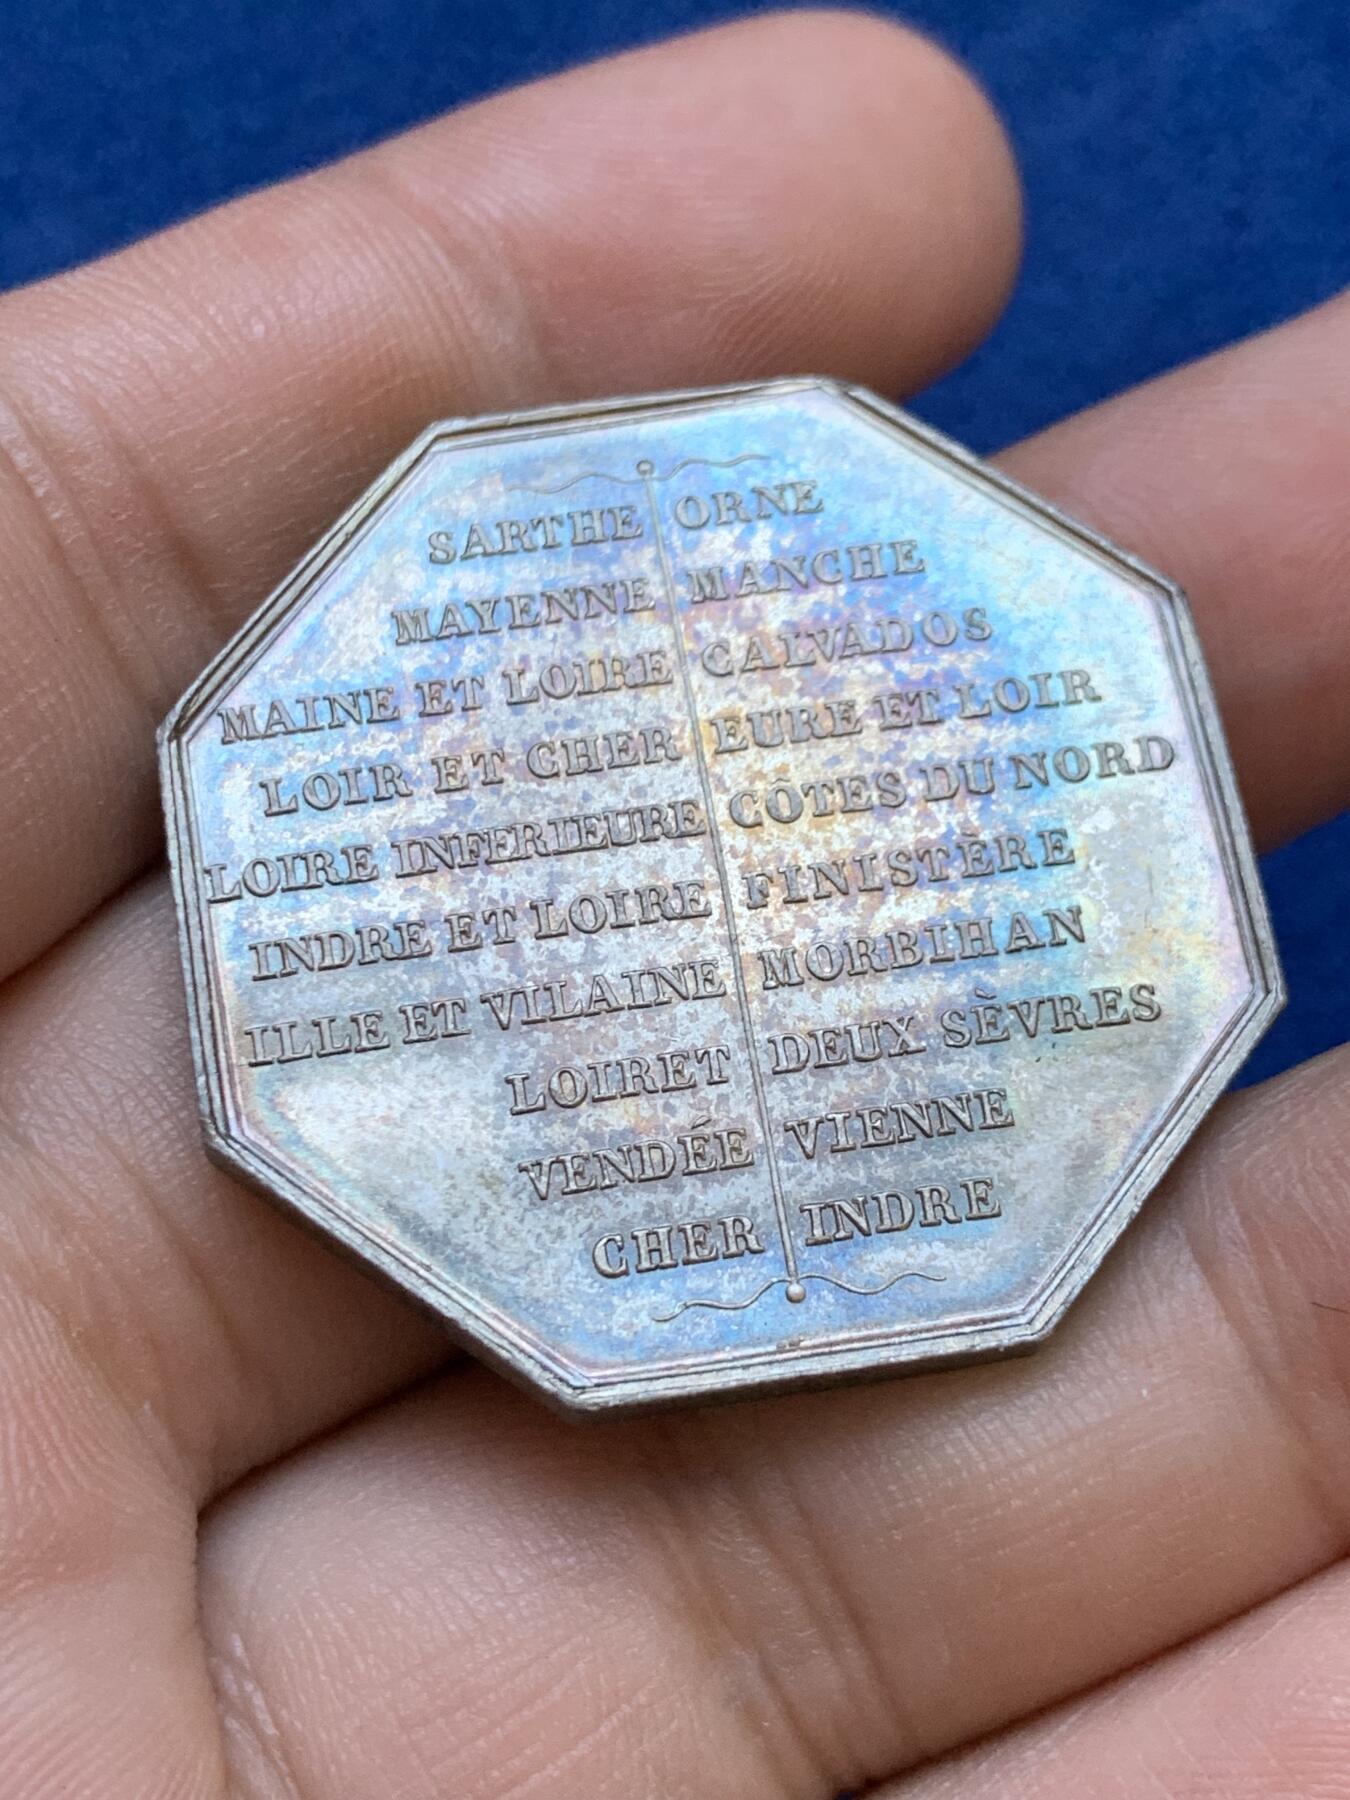 SARTHE ORNE
MAYENNE MANCHE
MAINE ET LOIRE CALVADOS
LOIR ET CHER EURE ET LOIR
LOIRE INFERIEURE CÔTES DU NORD
INDRE ET LOIRE FINISTÈRE
ILLE ET VILAINE MORBIHAN
LOIRET DEUX SÈVRES
VENDÉE VIENNE
CHER INDRE